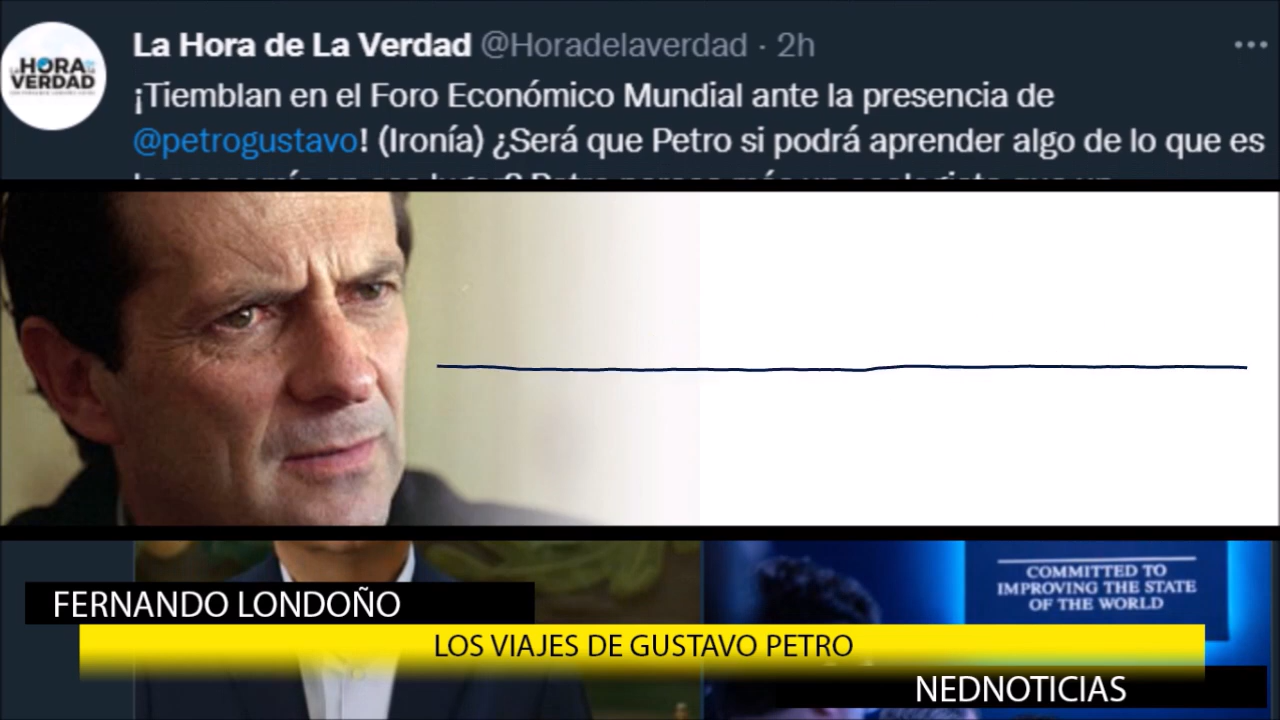 LA HORA DE LA VERDAD
La Hora de La Verdad @Horadelaverdad · 2h
¡Tiemblan en el Foro Económico Mundial ante la presencia de
@petrogustavo! (Ironía) ¿Será que Petro si podrá aprender algo de lo que es
COMMITTED TO
IMPROVING THE STATE
OF THE WORLD
FERNANDO LONDOÑO
LOS VIAJES DE GUSTAVO PETRO
NEDNOTICIAS